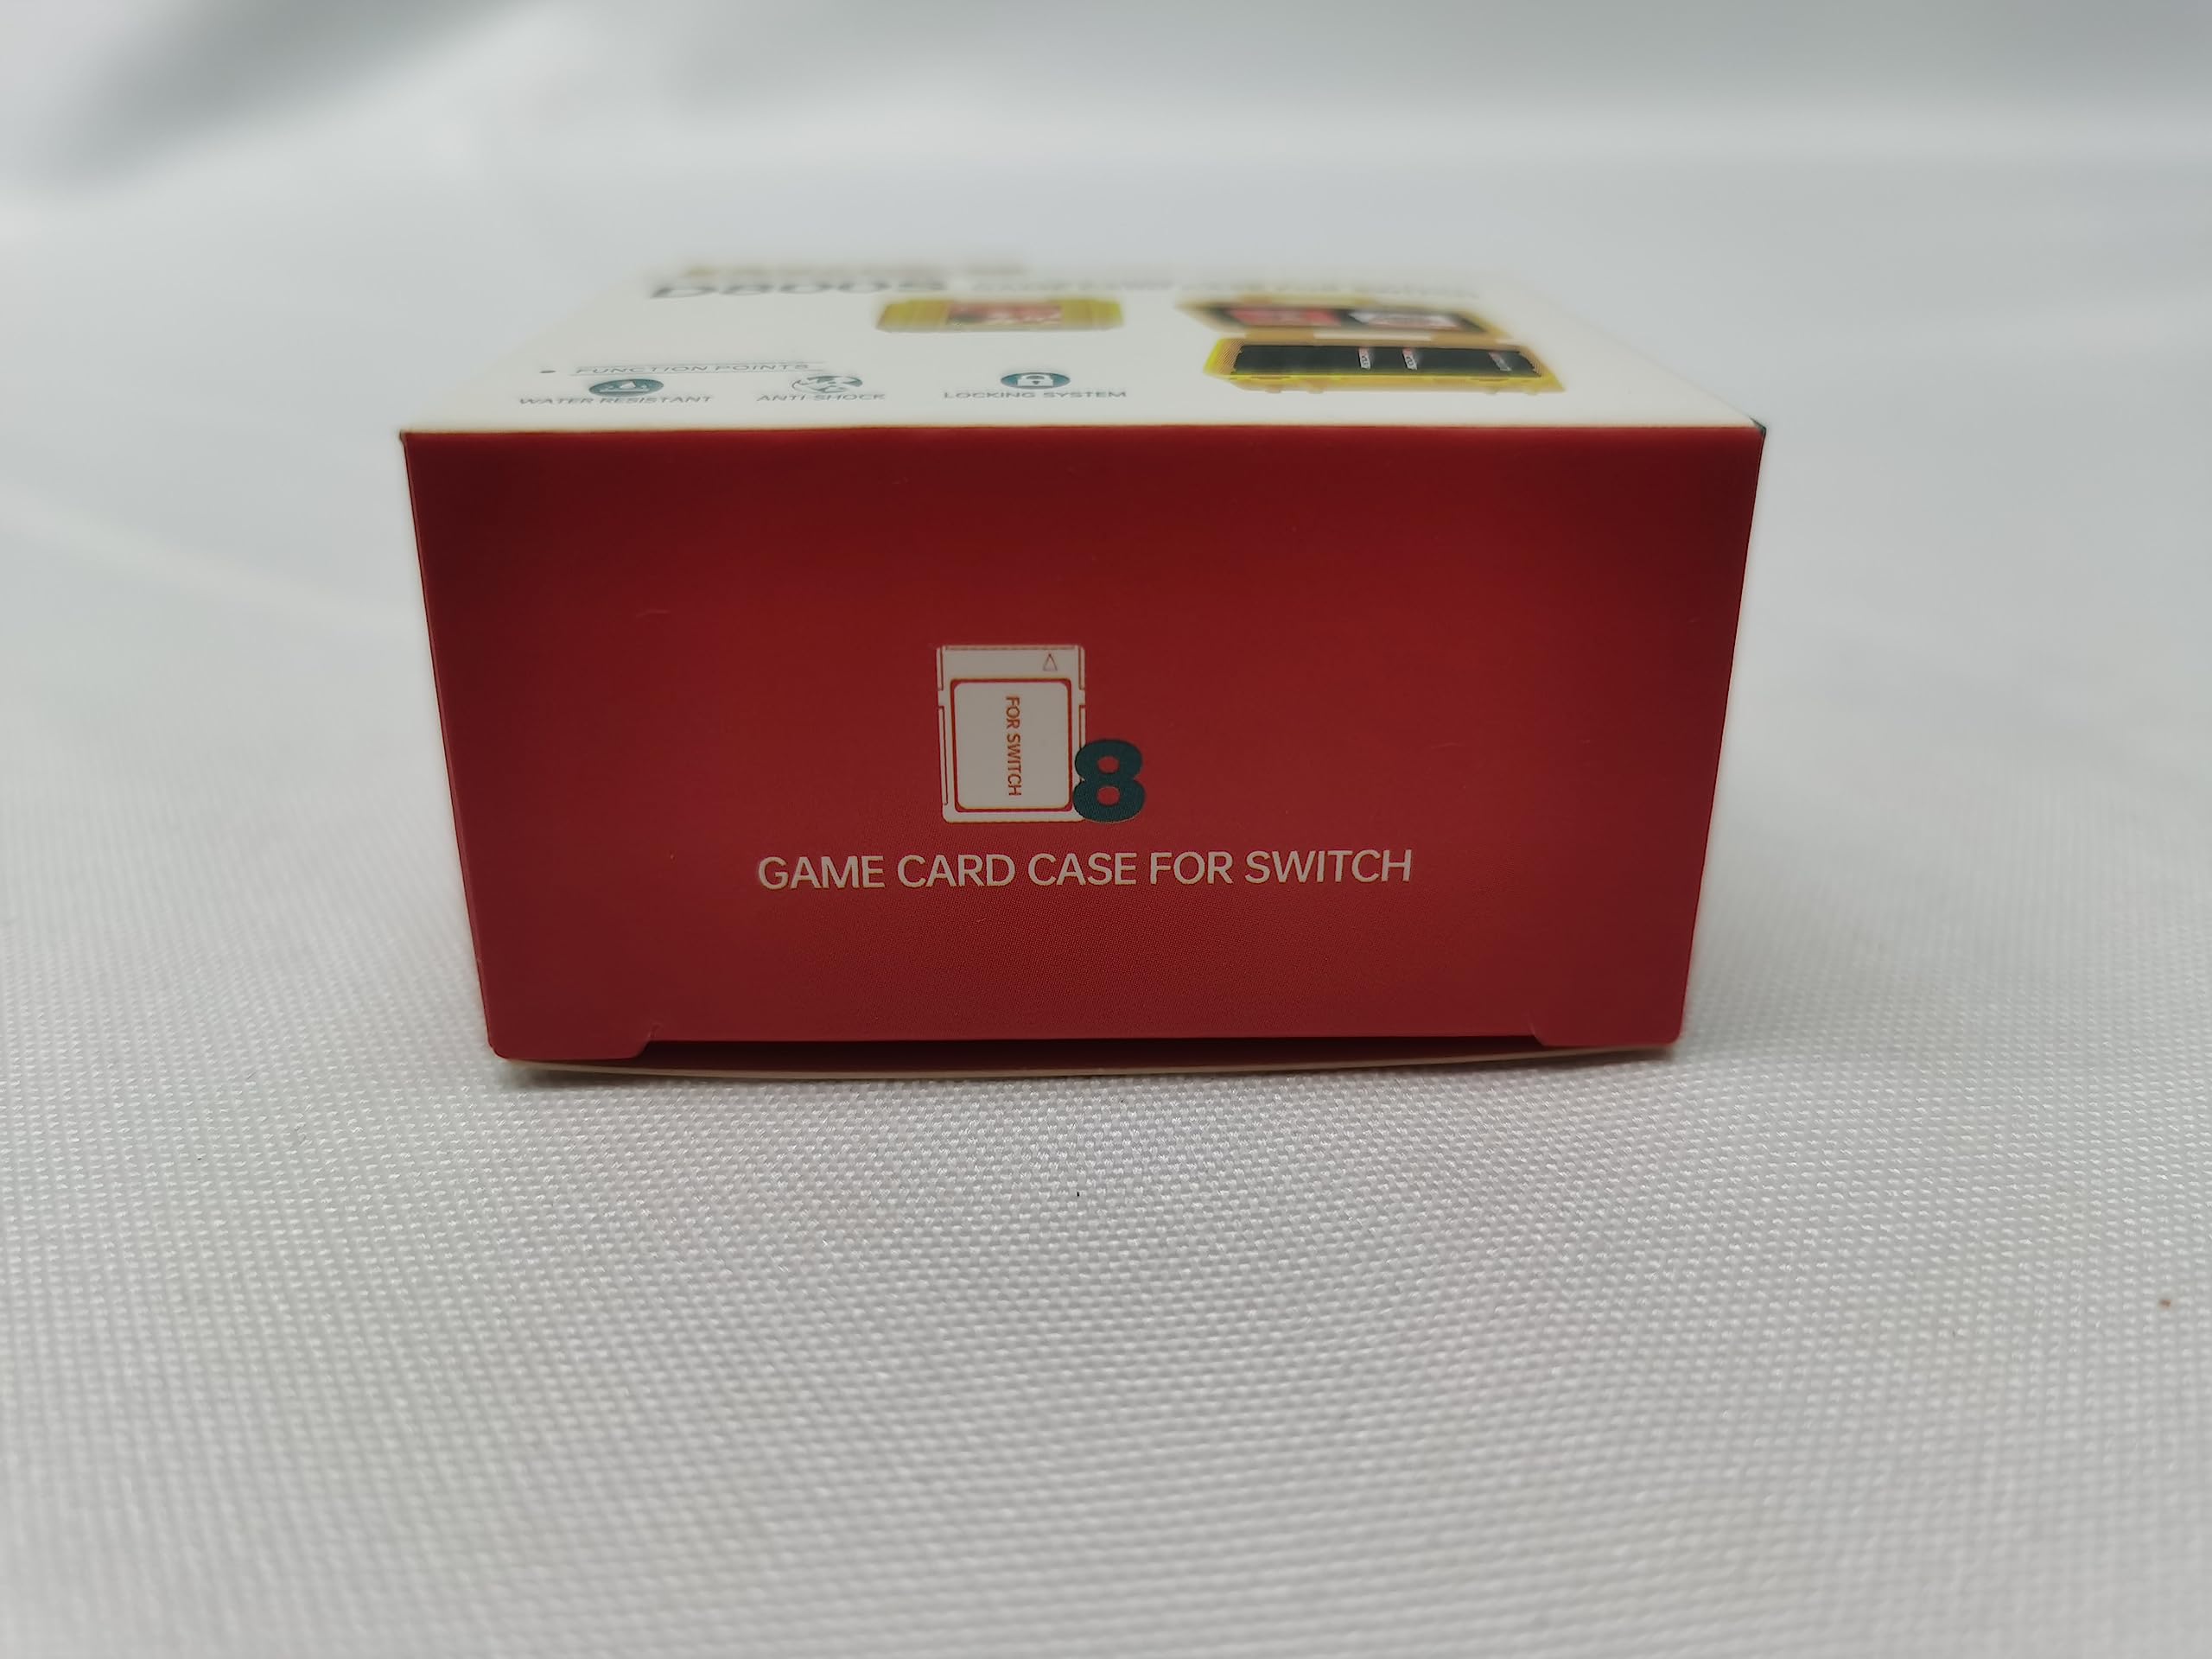 FUNCTION POINTS
WATER RESISTANT ANTI SHOCK LOCKING SYSTEM
FOR SWITCH
8
GAME CARD CASE FOR SWITCH